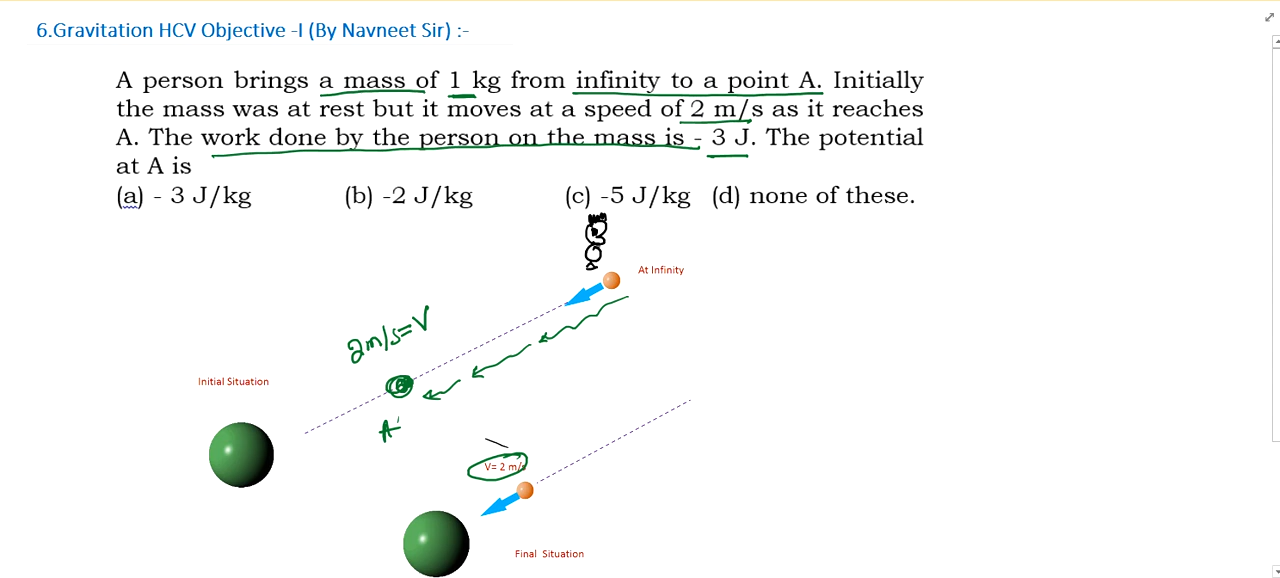 6.Gravitation HCV Objective -I (By Navneet Sir) :-
A person brings a mass of 1 kg from infinity to a point A. Initially
the mass was at rest but it moves at a speed of 2 m/s as it reaches
A. The work done by the person on the mass is - 3 J. The potential
at A is
(a) - 3 J/kg (b) -2 J/kg (c) -5 J/kg (d) none of these.
At Infinity
2m/s=V
Initial Situation
A
V= 2 m/s
Final Situation